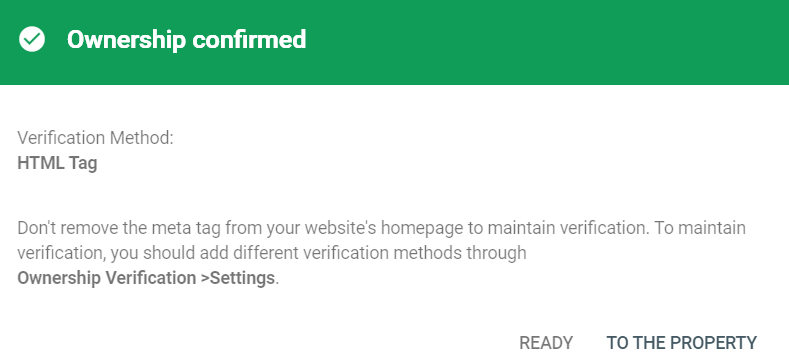 Ownership confirmed
Verification Method:
HTML Tag
Don't remove the meta tag from your website's homepage to maintain verification. To maintain
verification, you should add different verification methods through
Ownership Verification >Settings.
READY TO THE PROPERTY